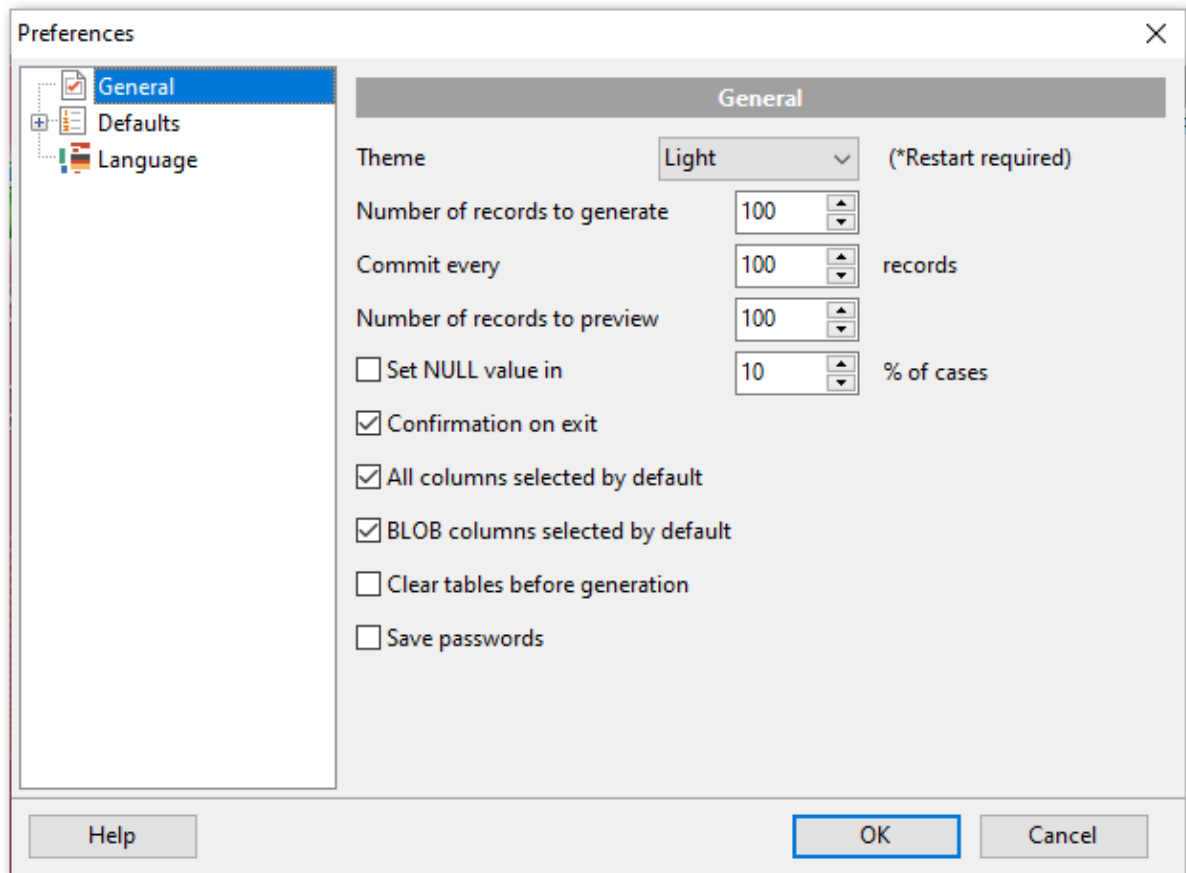 Preferences
General
Defaults
Language
General
Theme Light (*Restart required)
Number of records to generate 100
Commit every 100 records
Number of records to preview 100
Set NULL value in 10 % of cases
Confirmation on exit
All columns selected by default
BLOB columns selected by default
Clear tables before generation
Save passwords
Help OK Cancel